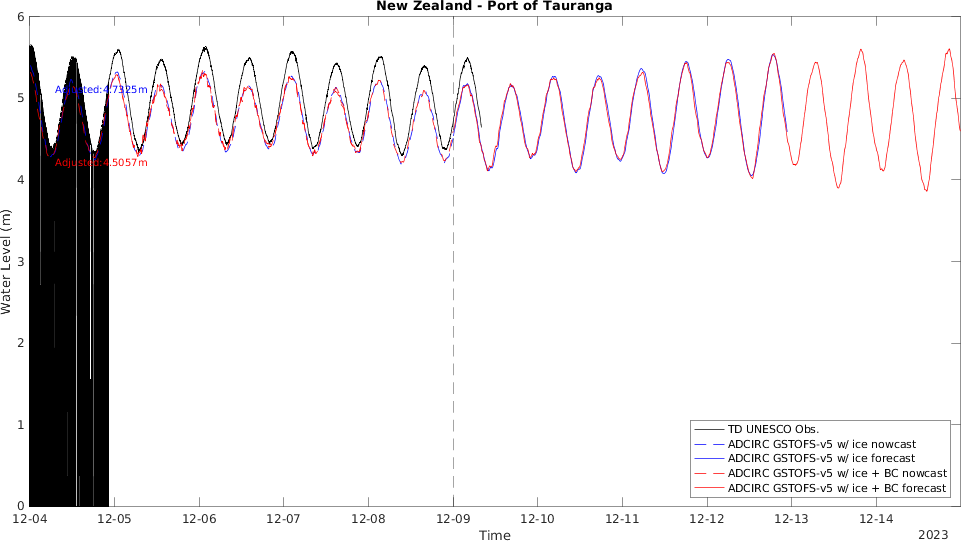 New Zealand - Port of Tauranga
6
5
4
3
2
1
0
Water Level (m)
Adjusted:4.7325m
Adjusted:4.5057m
TD UNESCO Obs.
ADCIRC GSTOFS-v5 w/ ice nowcast
ADCIRC GSTOFS-v5 w/ ice forecast
ADCIRC GSTOFS-v5 w/ ice + BC nowcast
ADCIRC GSTOFS-v5 w/ ice + BC forecast
12-04 12-05 12-06 12-07 12-08 12-09 12-10 12-11 12-12 12-13 12-14
Time
2023